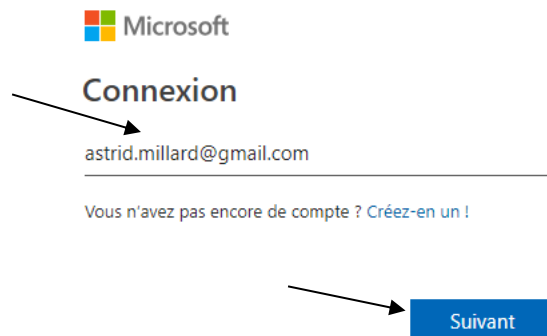 Microsoft
Connexion
astrid.millard@gmail.com
Vous n'avez pas encore de compte ? Créez-en un !
Suivant